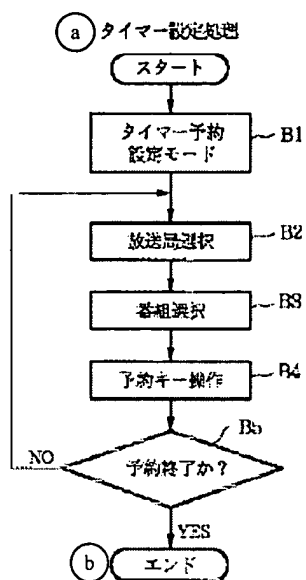 a タイマー設定処理
スタート
タイマー予約
設定モード
B1
放送局選択
B2
番組選択
B3
予約キー操作
B4
B5
予約終了か?
NO
YES
b エンド